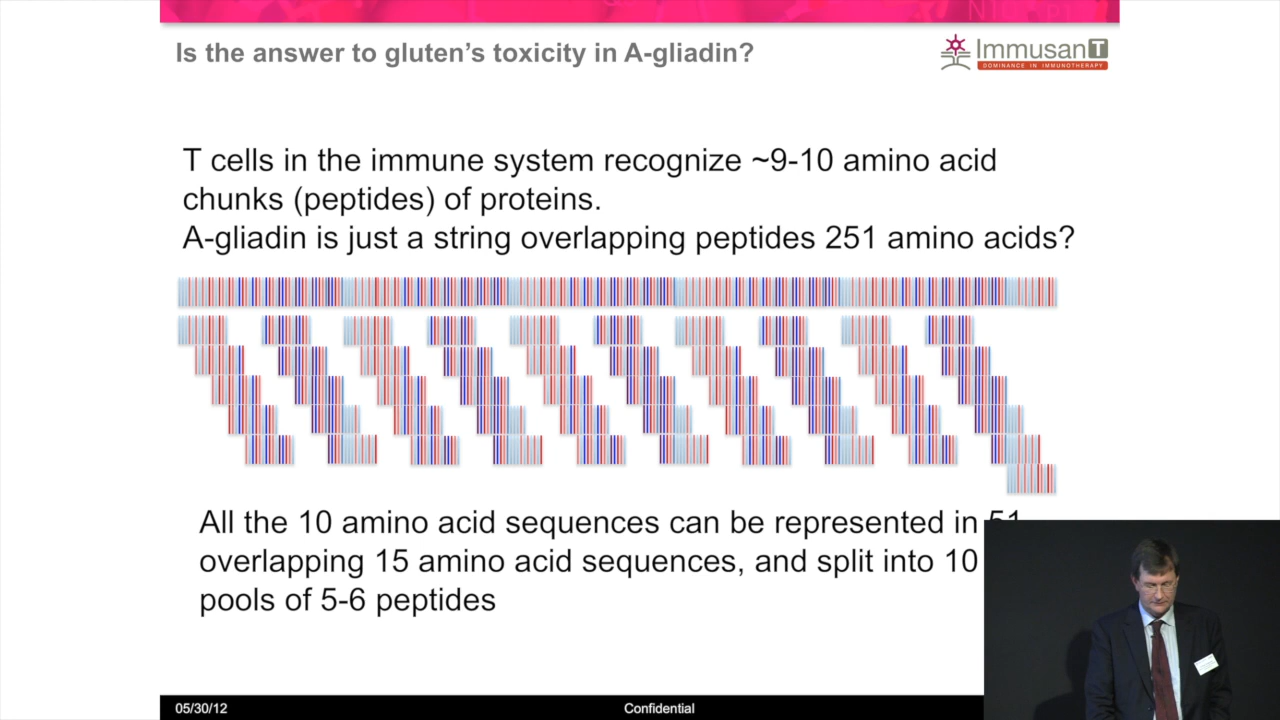 Is the answer to gluten's toxicity in A-gliadin?
ImmusanT
DOMINANCE IN IMMUNOTHERAPY
T cells in the immune system recognize ~9-10 amino acid
chunks (peptides) of proteins.
A-gliadin is just a string overlapping peptides 251 amino acids?
All the 10 amino acid sequences can be represented in 51
overlapping 15 amino acid sequences, and split into 10
pools of 5-6 peptides
05/30/12
Confidential